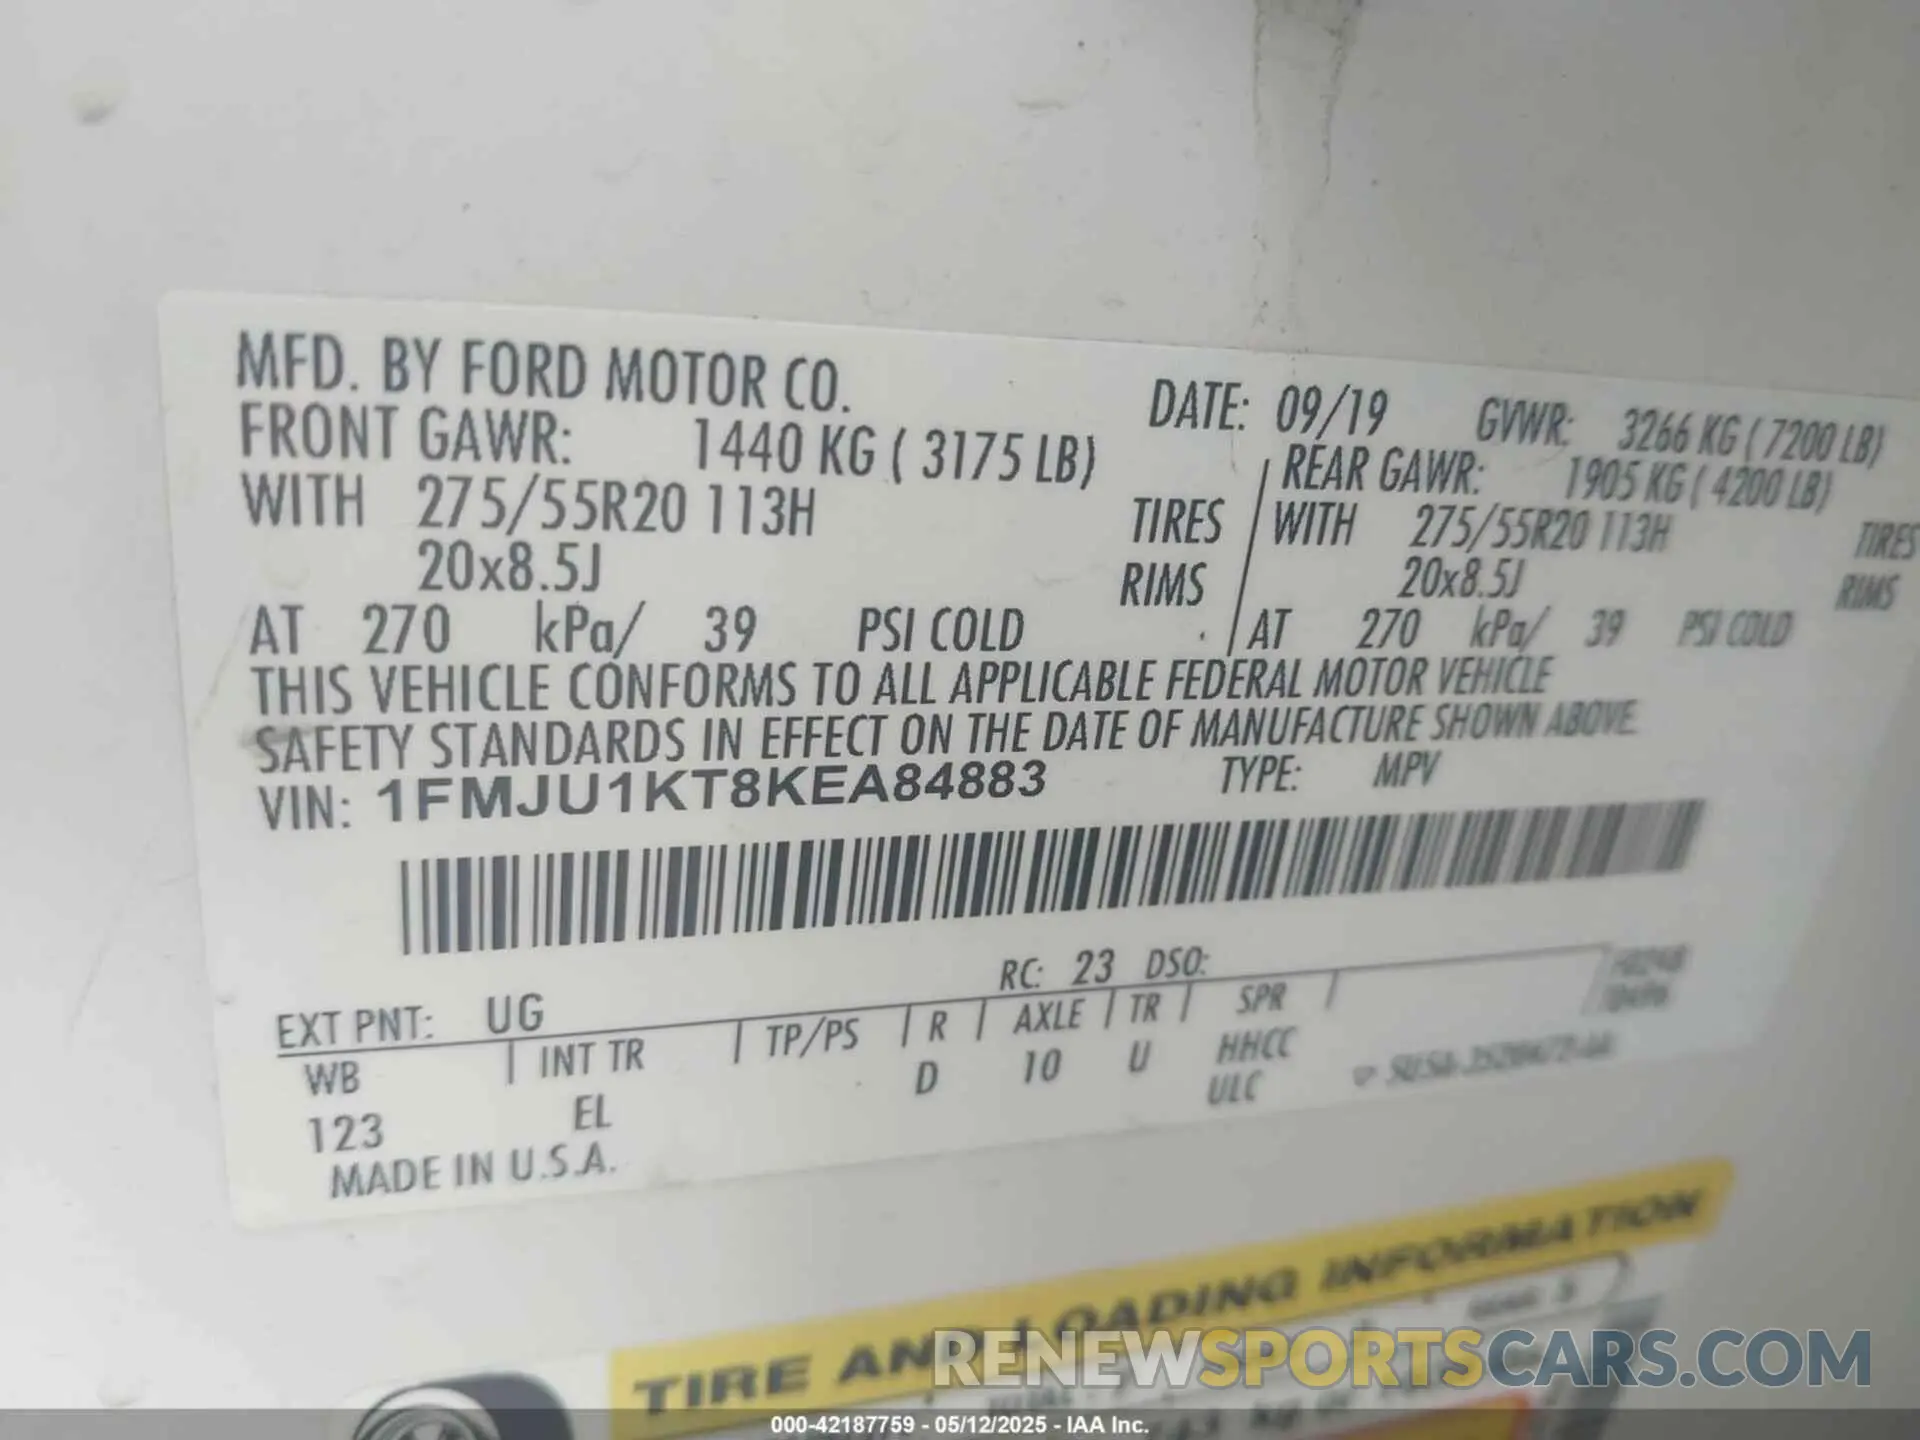 MFD. BY FORD MOTOR CO.
DATE: 09/19 GVWR: 3266 KG ( 7200 LB)
FRONT GAWR: 1440 KG ( 3175 LB) REAR GAWR: 1905 KG ( 4200 LB)
WITH 275/55R20 113H TIRES WITH 275/55R20 113H TIRES
20x8.5J RIMS 20x8.5J RIMS
AT 270 kPa/ 39 PSI COLD AT 270 kPa/ 39 PSI COLD
THIS VEHICLE CONFORMS TO ALL APPLICABLE FEDERAL MOTOR VEHICLE
SAFETY STANDARDS IN EFFECT ON THE DATE OF MANUFACTURE SHOWN ABOVE.
VIN: 1FMJU1KT8KEA84883 TYPE: MPV
EXT PNT: UG RC: 23 DSO:
WB INT TR TP/PS R AXLE TR SPR
123 EL D 10 U HHCC
ULC
MADE IN U.S.A.
TIRE AND LOADING INFORMATION
RENEWSPORTSCARS.COM
000-42187759 - 05/12/2025 - IAA Inc.